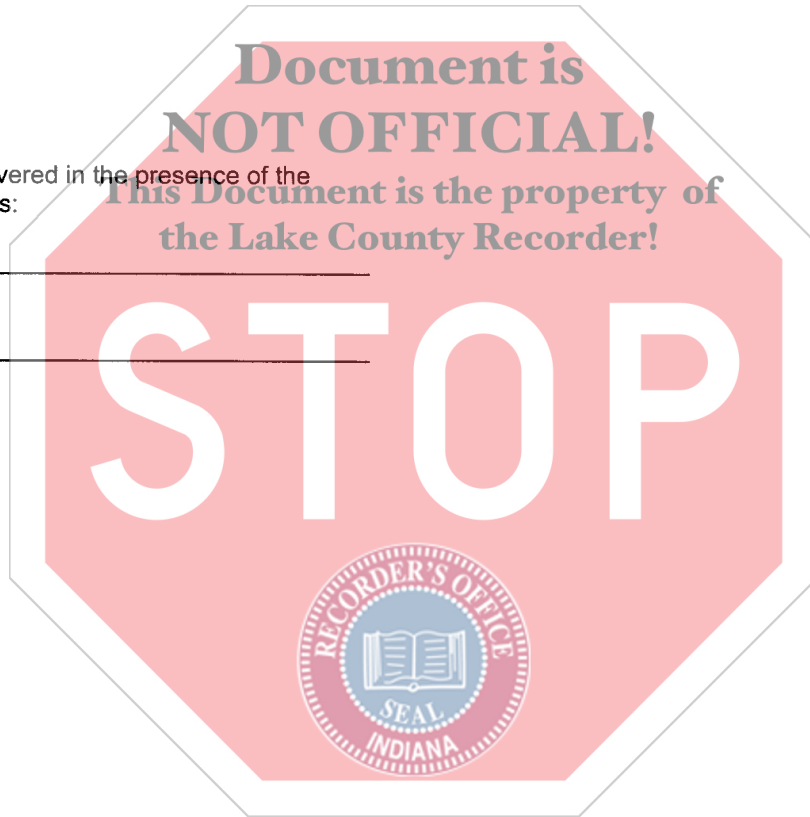 Document is
NOT OFFICIAL!
vered in the presence of the
This Document is the property of
s:
the Lake County Recorder!
STOP
RECORDER'S OFFICE
SEAL
INDIANA